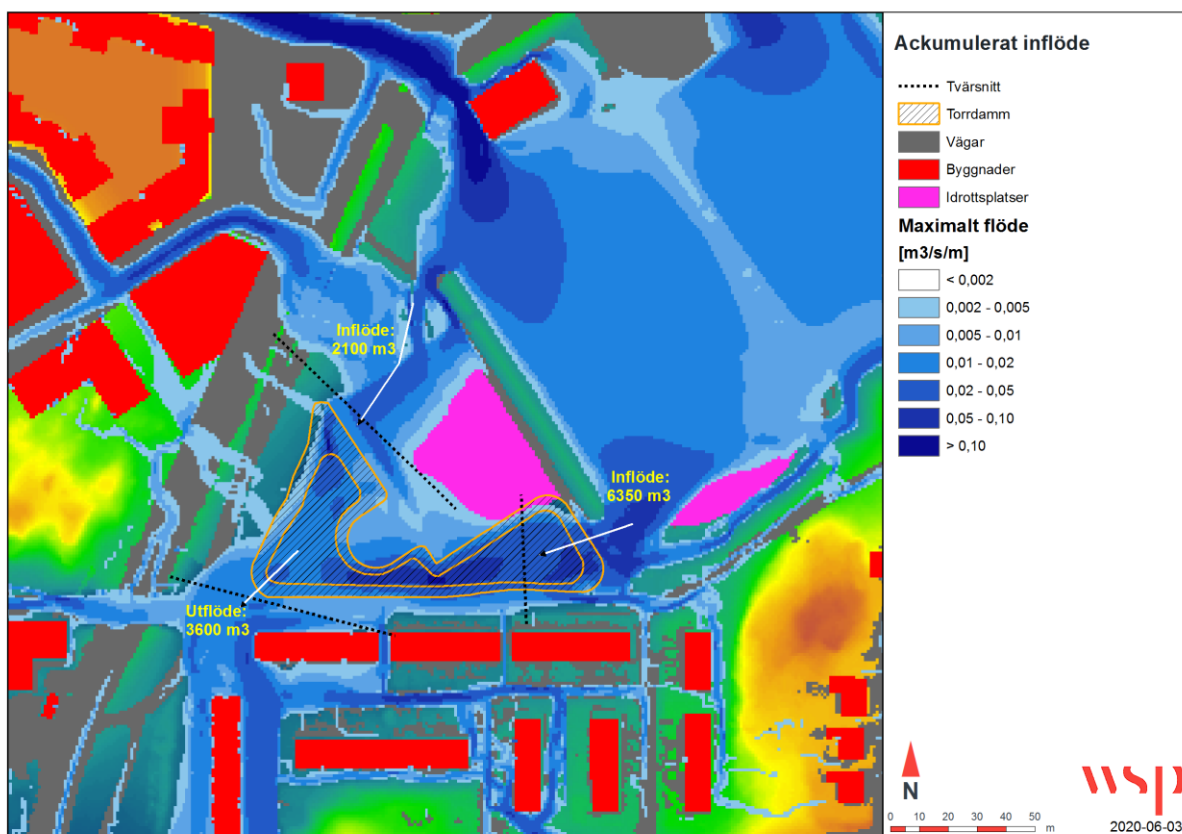 Ackumulerat inflöde
Tvärsnitt
Torrdamm
Vägar
Byggnader
Idrottsplatser
Maximalt flöde
[m3/s/m]
< 0,002
0,002 - 0,005
0,005 - 0,01
0,01 - 0,02
0,02 - 0,05
0,05 - 0,10
> 0,10
Inflöde:
2100 m3
Inflöde:
6350 m3
Utflöde:
3600 m3
N
0 10 20 30 40 50
m
wsp
2020-06-03